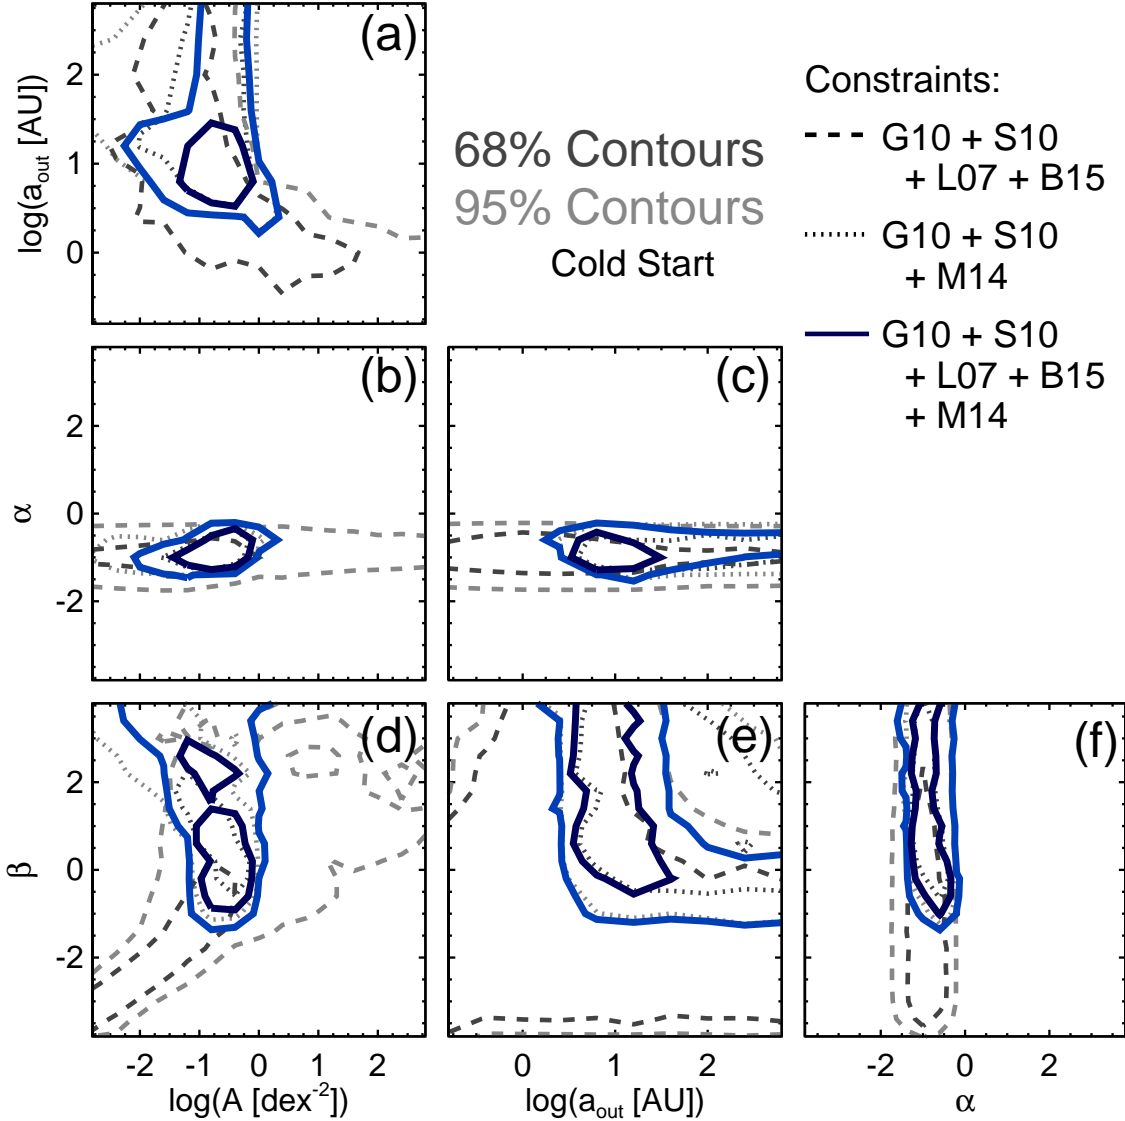 (a)
2
1
0
log(a_out [AU])
68% Contours
95% Contours
Cold Start
Constraints:
G10 + S10
+ L07 + B15
G10 + S10
+ M14
G10 + S10
+ L07 + B15
+ M14
(b)
2
0
-2
α
(c)
(d)
2
0
-2
β
(e)
(f)
-2 -1 0 1 2
log(A [dex⁻²])
0 1 2
log(a_out [AU])
-2 0 2
α